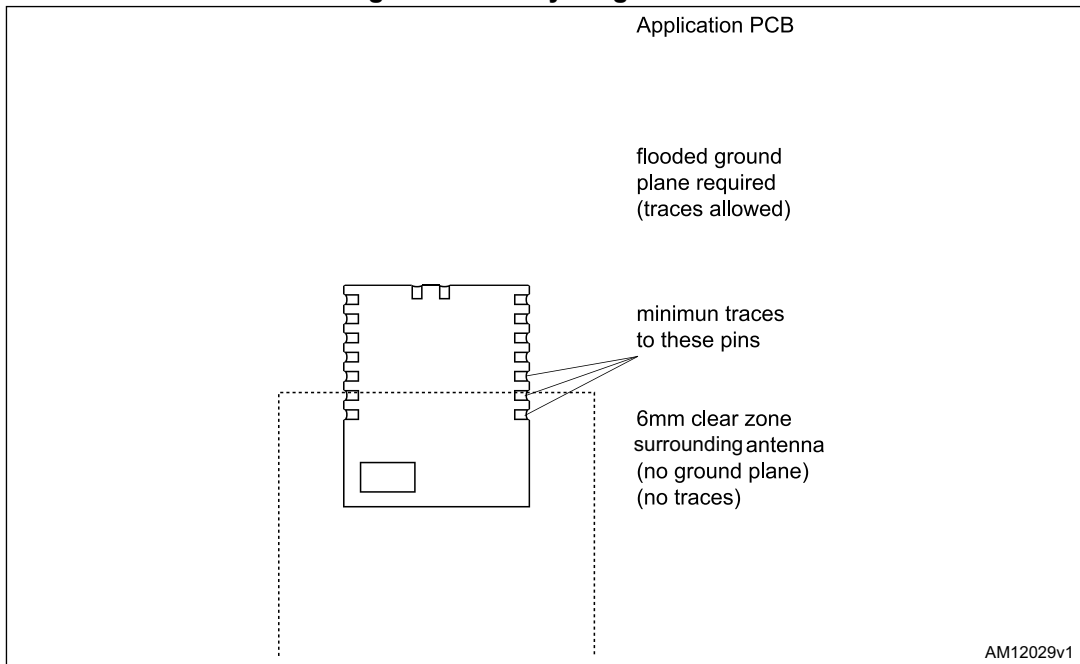 Application PCB
flooded ground
plane required
(traces allowed)
minimun traces
to these pins
6mm clear zone
surrounding antenna
(no ground plane)
(no traces)
AM12029v1